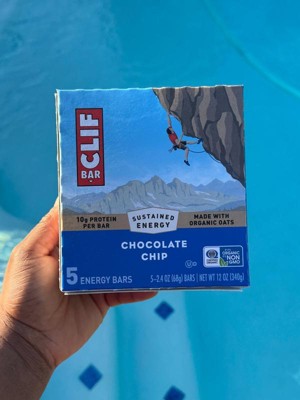 CLIF
BAR
10g PROTEIN
PER BAR
SUSTAINED
ENERGY
MADE WITH
ORGANIC OATS
CHOCOLATE
CHIP
5 ENERGY BARS
5-2.4 OZ (68g) BARS | NET WT 12 OZ (340g)
NON
GMO